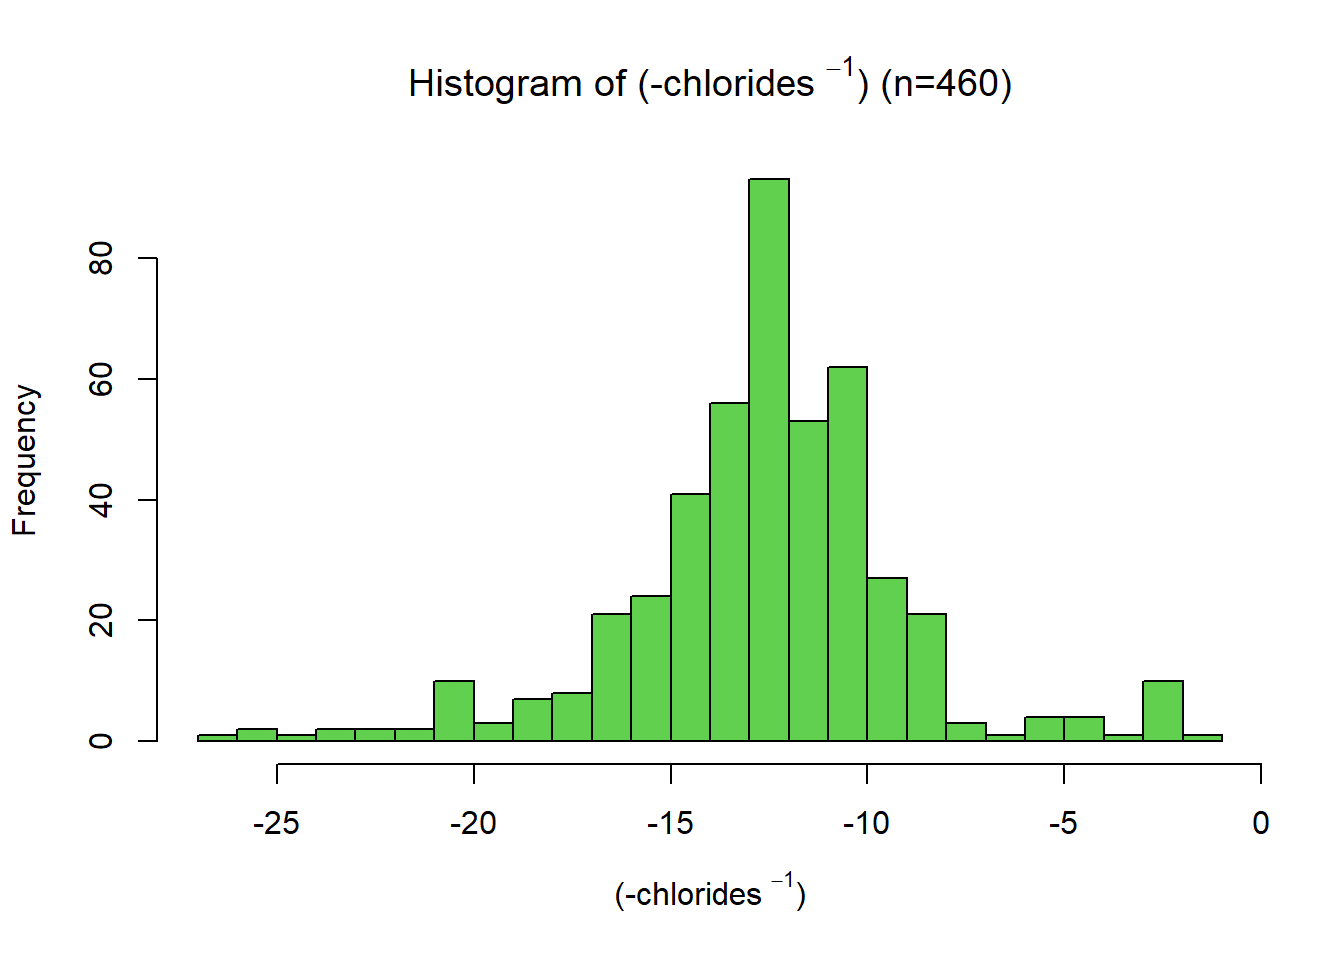 Histogram of (-chlorides ⁻¹) (n=460)
Frequency
80
60
40
20
0
-25 -20 -15 -10 -5 0
(-chlorides ⁻¹)